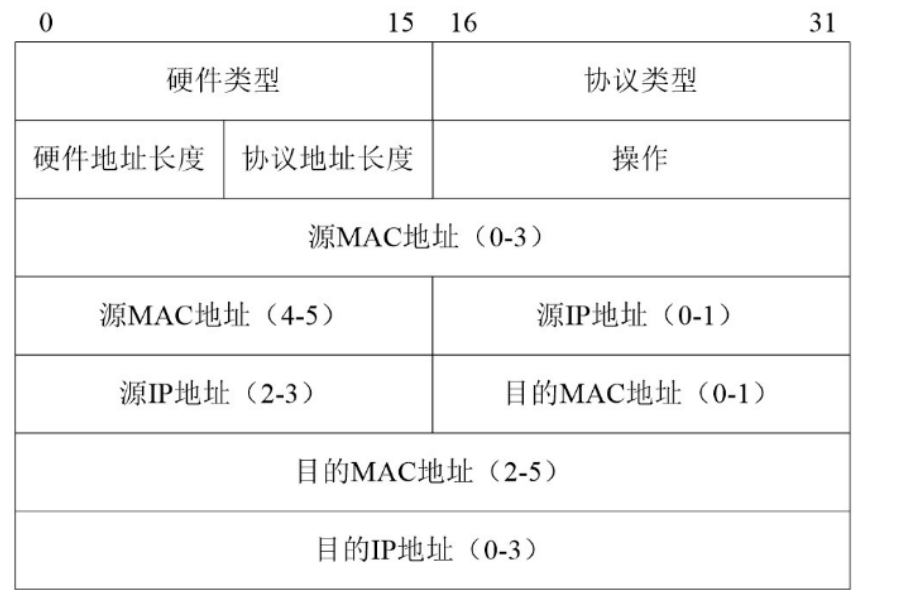 0 15 16 31
硬件类型 协议类型
硬件地址长度 协议地址长度 操作
源MAC地址（0-3）
源MAC地址（4-5） 源IP地址（0-1）
源IP地址（2-3） 目的MAC地址（0-1）
目的MAC地址（2-5）
目的IP地址（0-3）